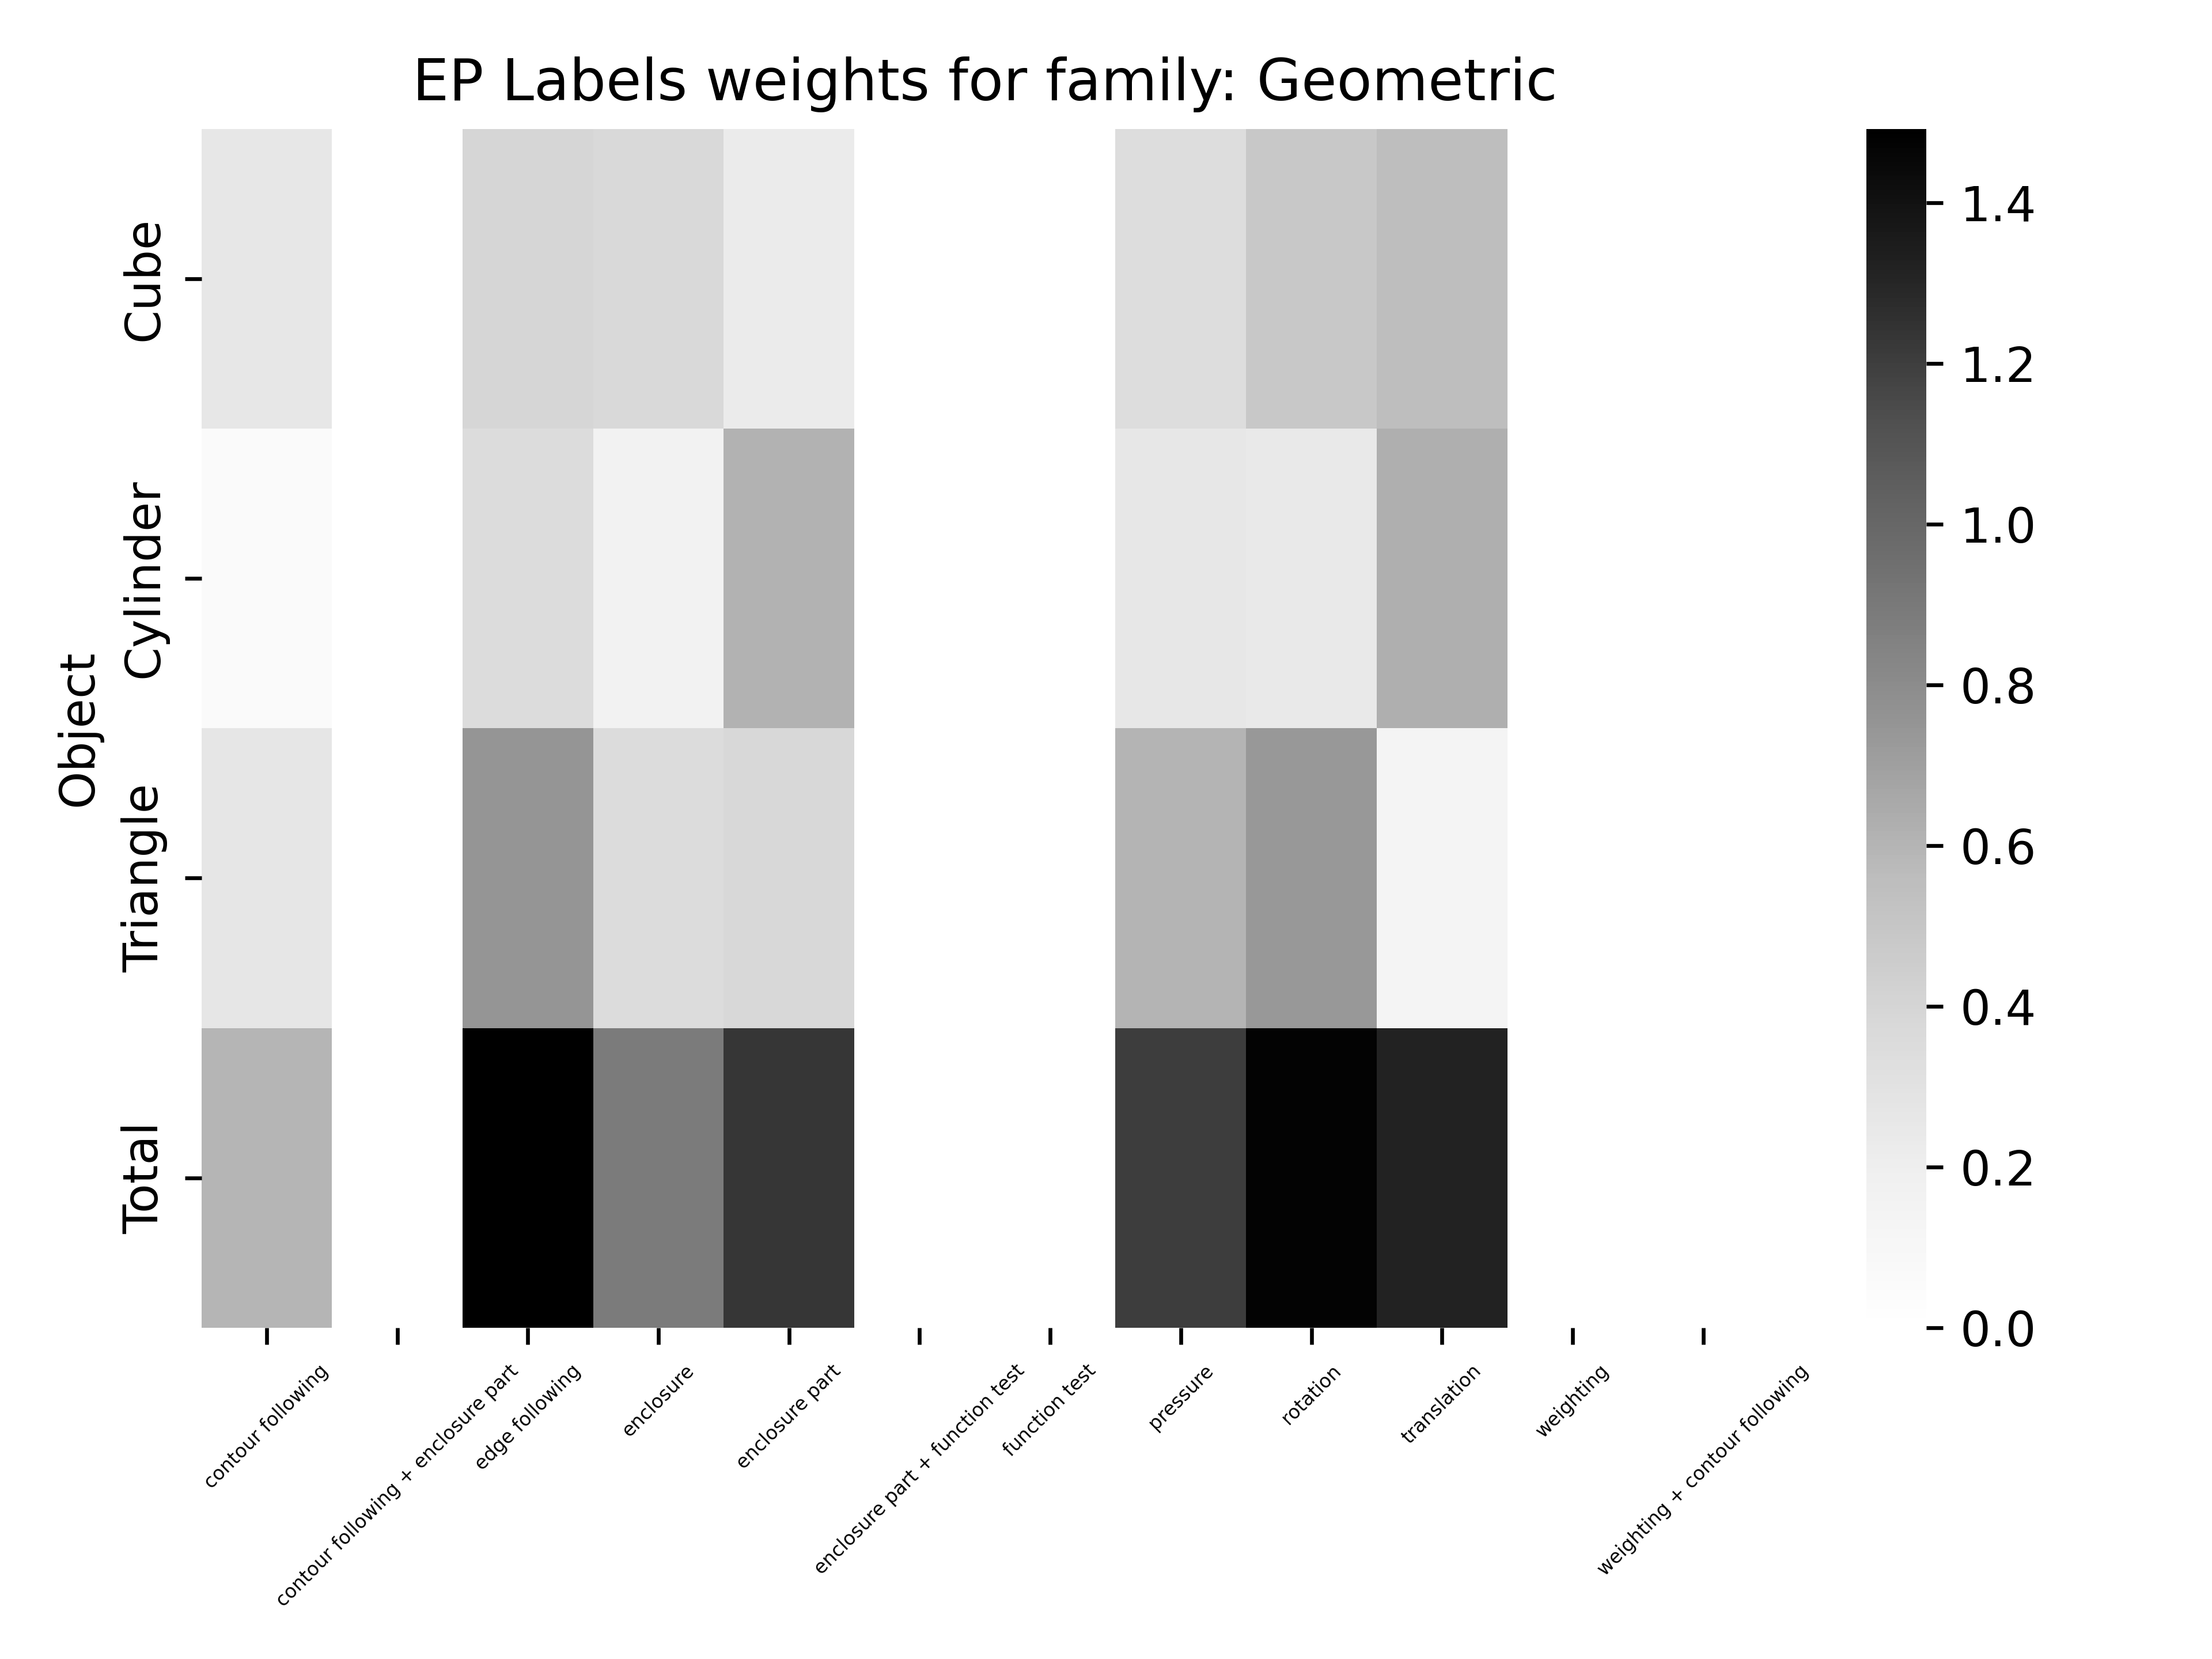 EP Labels weights for family: Geometric
Object
Cube
Cylinder
Triangle
Total
contour following
contour following + enclosure part
edge following
enclosure
enclosure part
enclosure part + function test
function test
pressure
rotation
translation
weighting
weighting + contour following
1.4
1.2
1.0
0.8
0.6
0.4
0.2
0.0